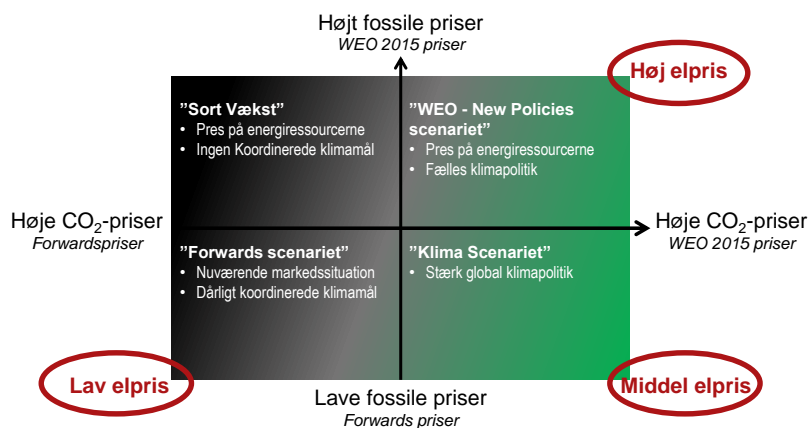 Højt fossile priser
WEO 2015 priser
Høj elpris
”Sort Vækst”
• Pres på energiressourcerne
• Ingen Koordinerede klimamål
”WEO - New Policies
scenariet”
• Pres på energiressourcerne
• Fælles klimapolitik
Høje CO₂-priser
Forwardspriser
Høje CO₂-priser
WEO 2015 priser
”Forwards scenariet”
• Nuværende markedssituation
• Dårligt koordinerede klimamål
”Klima Scenariet”
• Stærk global klimapolitik
Lav elpris
Lave fossile priser
Forwards priser
Middel elpris